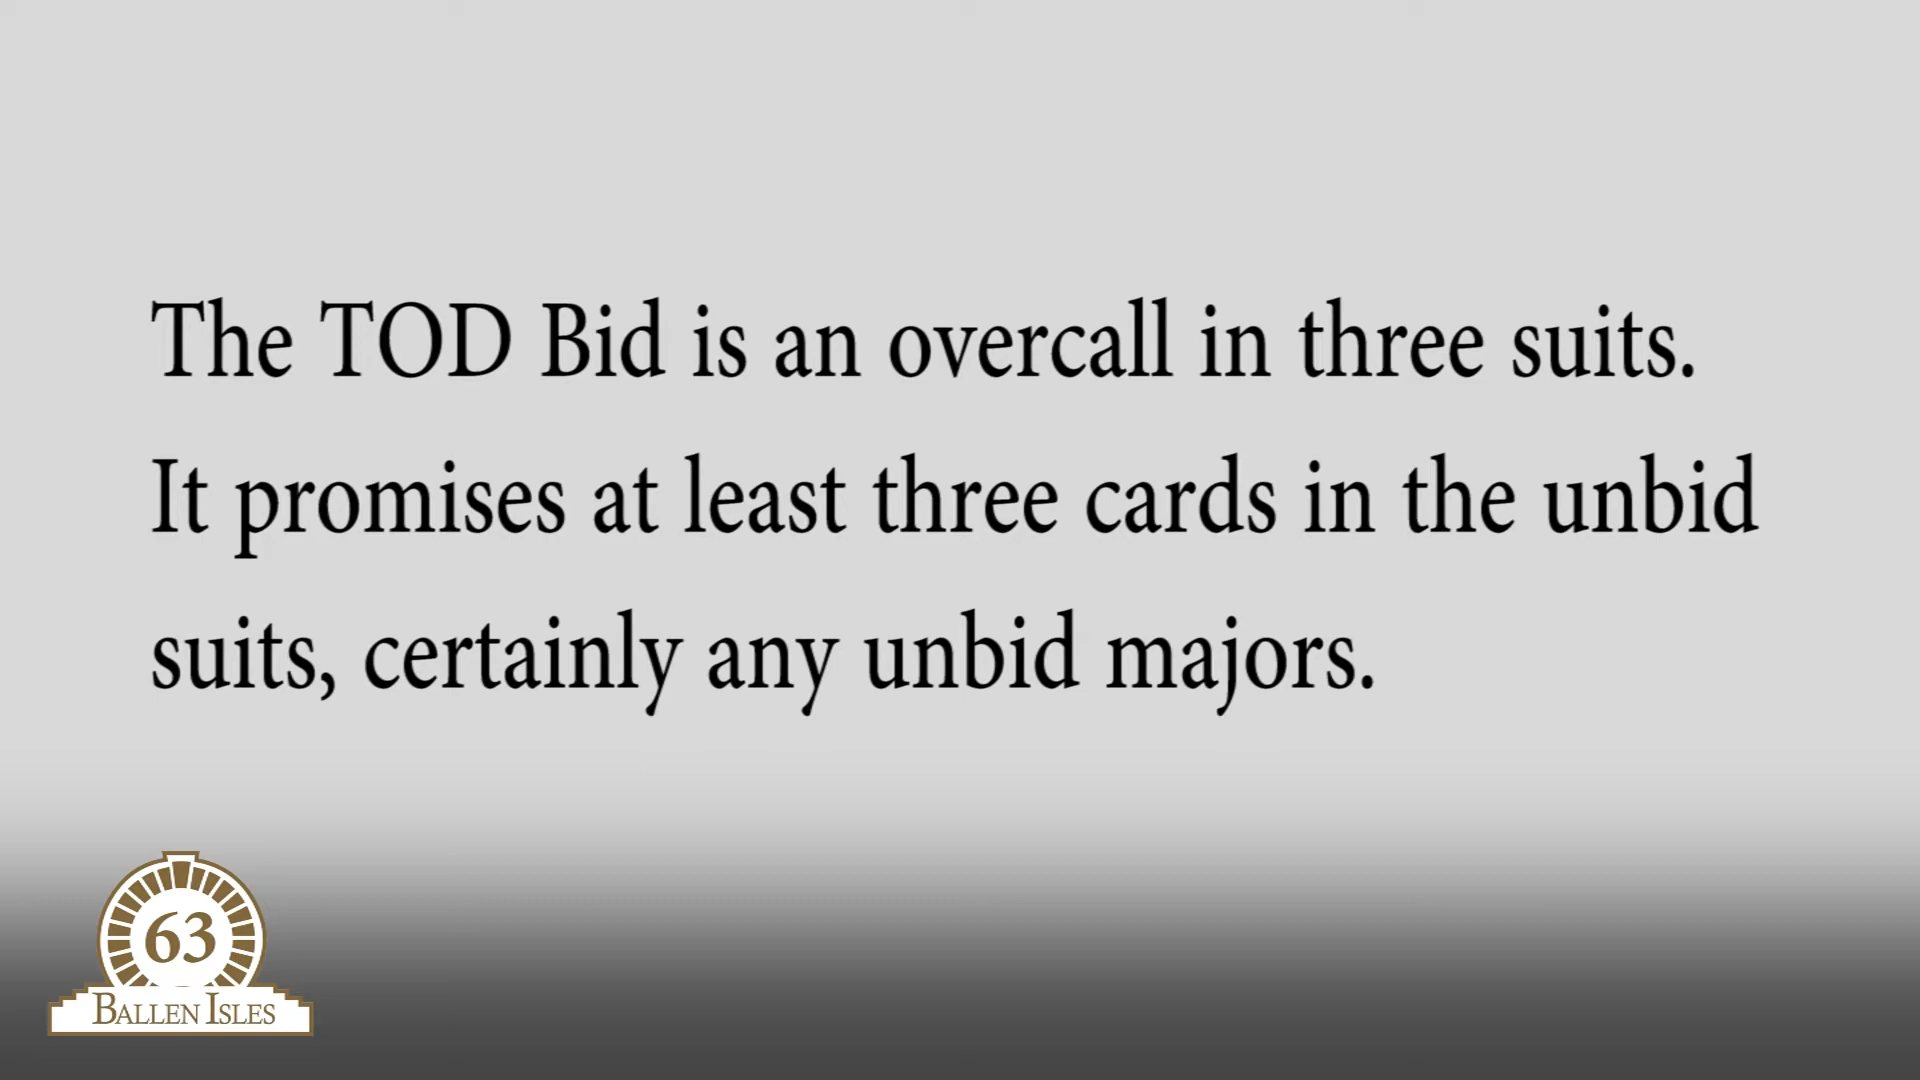 The TOD Bid is an overcall in three suits.
It promises at least three cards in the unbid
suits, certainly any unbid majors.
63
BALLEN ISLES